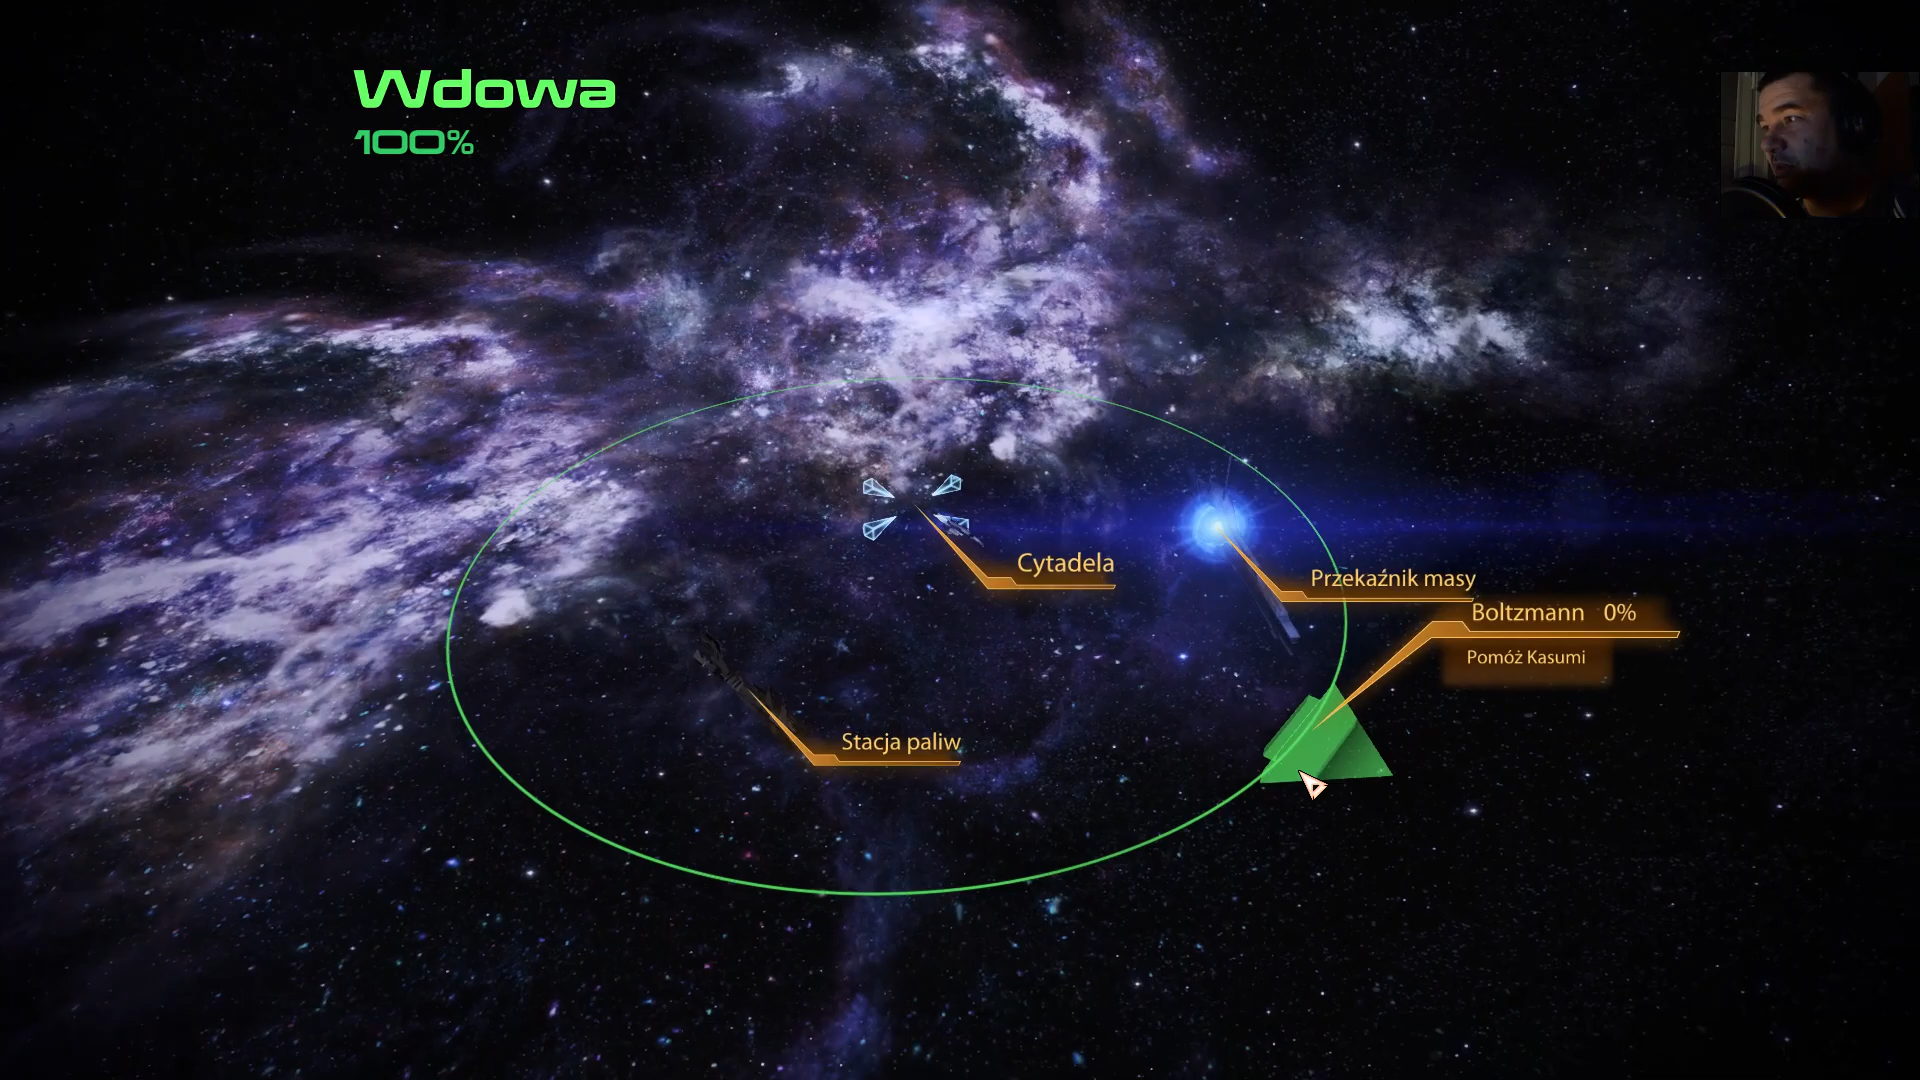 Wdowa
100%
Cytadela
Przekaźnik masy
Boltzmann 0%
Pomóż Kasumi
Stacja paliw